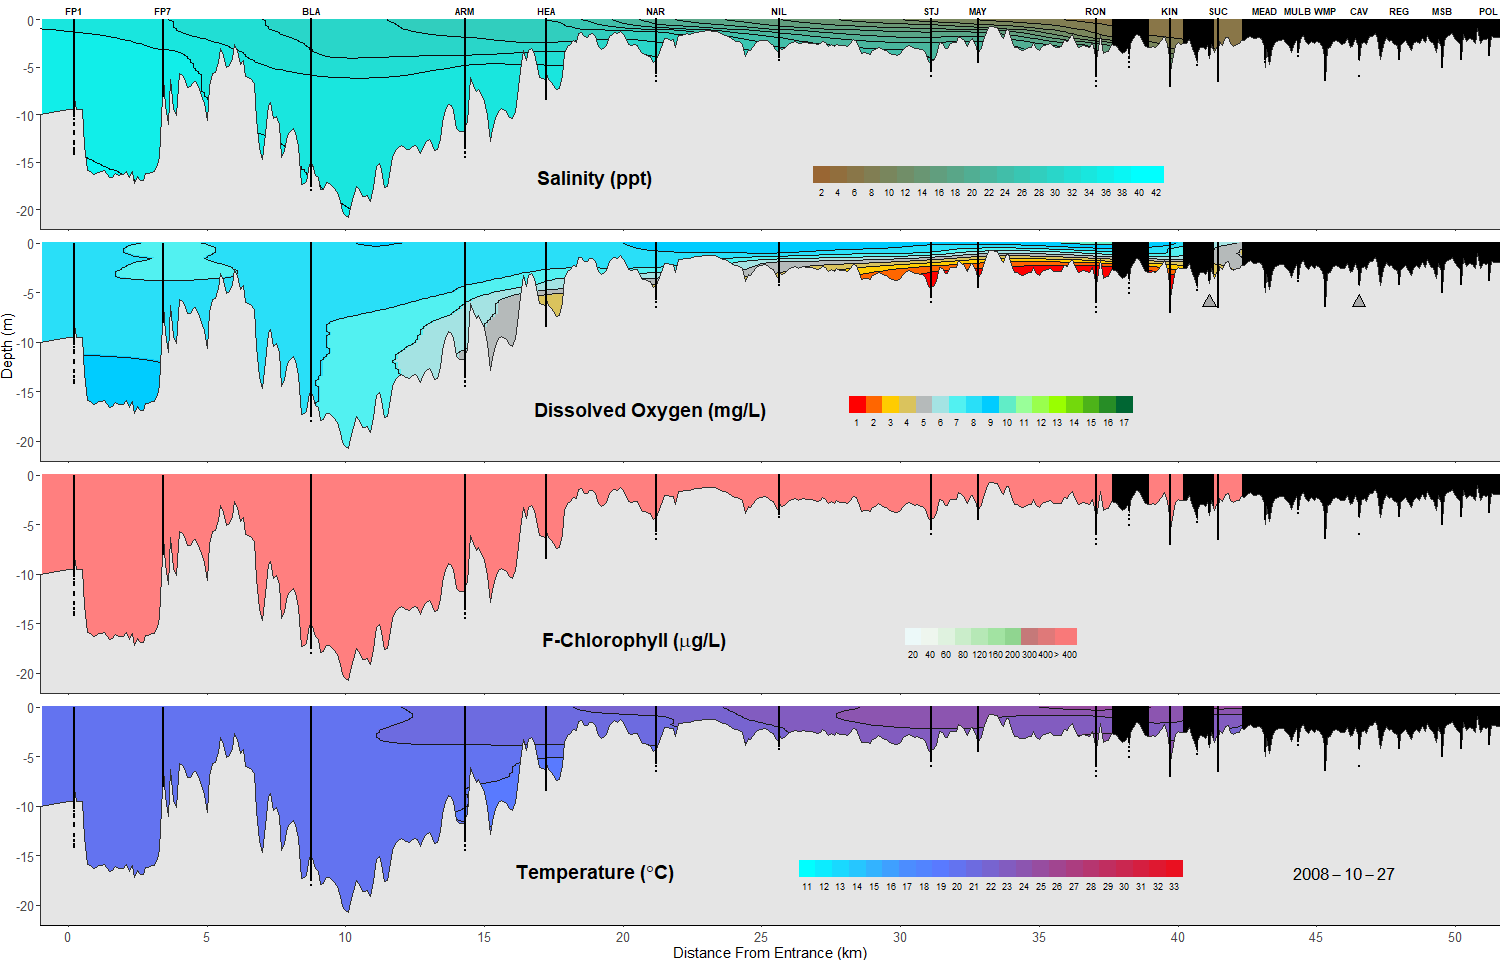 FP1 FP7 BLA ARM HEA NAR NIL STJ MAY RON KIN SUC MEAD MULB WMP CAV REG MSB POL
0
-5
-10
-15
-20
Salinity (ppt)
2 4 6 8 10 12 14 16 18 20 22 24 26 28 30 32 34 36 38 40 42
0
-5
-10
-15
-20
Dissolved Oxygen (mg/L)
1 2 3 4 5 6 7 8 9 10 11 12 13 14 15 16 17
Depth (m)
0
-5
-10
-15
-20
F-Chlorophyll (μg/L)
20 40 60 80 120 160 200 300 400 > 400
0
-5
-10
-15
-20
Temperature (°C)
11 12 13 14 15 16 17 18 19 20 21 22 23 24 25 26 27 28 29 30 31 32 33
2008 – 10 – 27
0 5 10 15 20 25 30 35 40 45 50
Distance From Entrance (km)